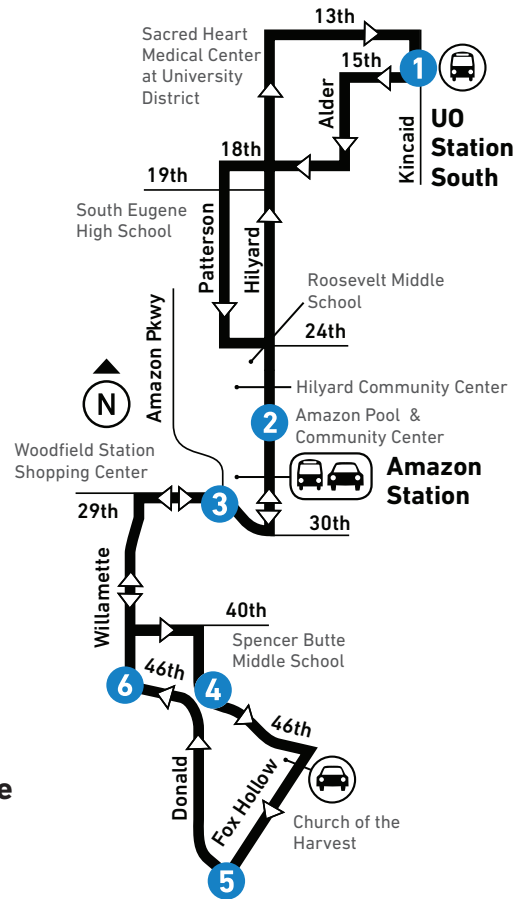 13th
Sacred Heart
Medical Center
at University
District
15th
1
Alder
UO
Station
South
Kincaid
18th
19th
South Eugene
High School
Patterson
Hilyard
Roosevelt Middle
School
24th
Amazon Pkwy
N
Hilyard Community Center
2
Amazon Pool &
Community Center
Woodfield Station
Shopping Center
Amazon
Station
29th
3
30th
Willamette
40th
Spencer Butte
Middle School
46th
6
4
46th
Donald
Fox Hollow
e
Church of the
Harvest
5